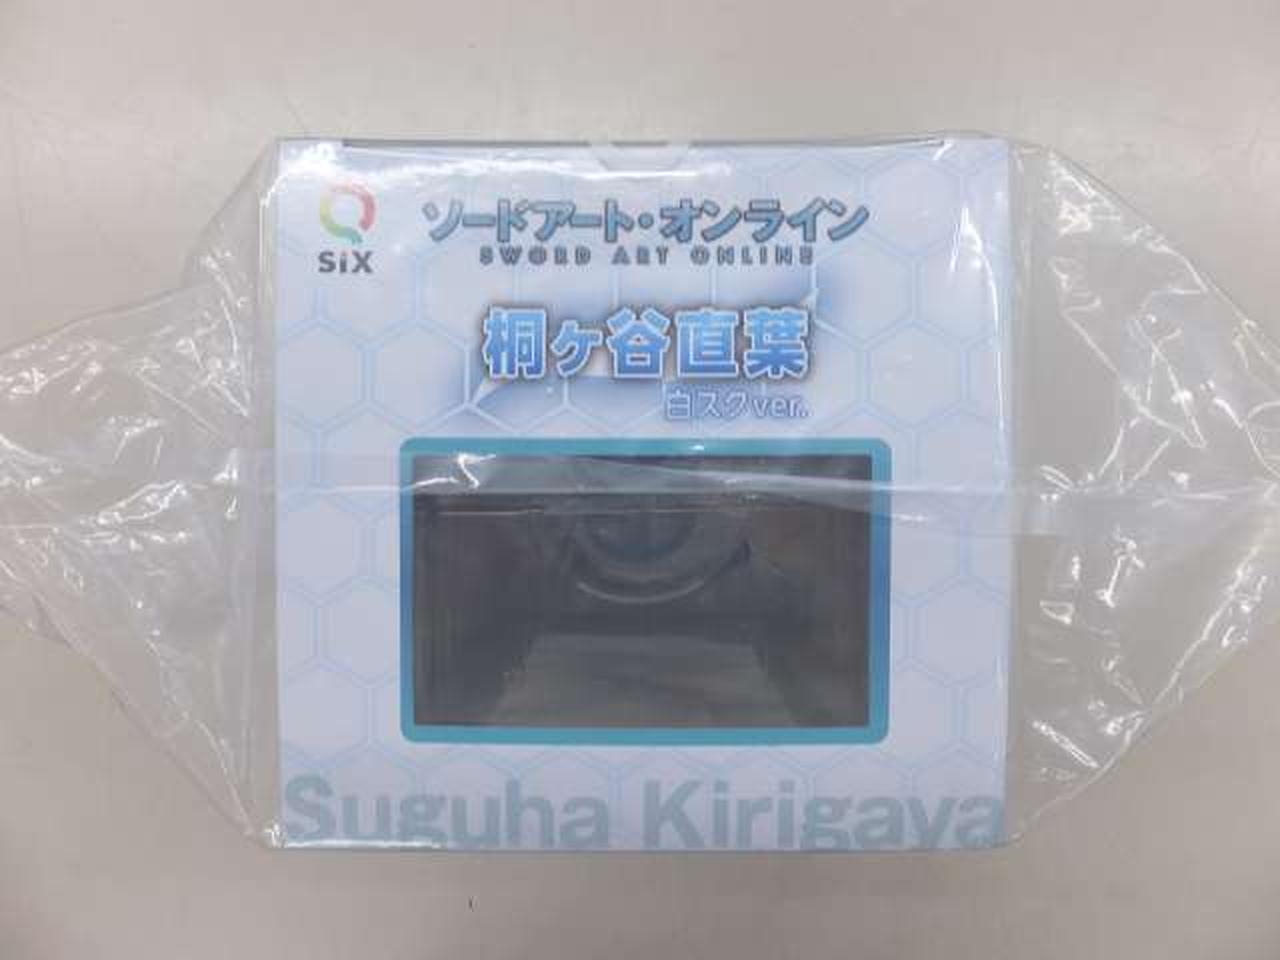 SiX
ソードアート・オンライン
SWORD ART ONLINE
桐ヶ谷直葉
白スクver.
Suguha Kirigaya